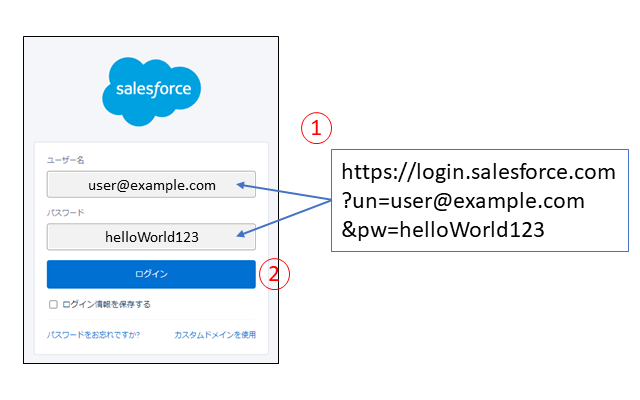 salesforce
ユーザー名
user@example.com
パスワード
helloWorld123
ログイン
ログイン情報を保存する
パスワードをお忘れですか?
カスタムドメインを使用
①
https://login.salesforce.com
?un=user@example.com
&pw=helloWorld123
②